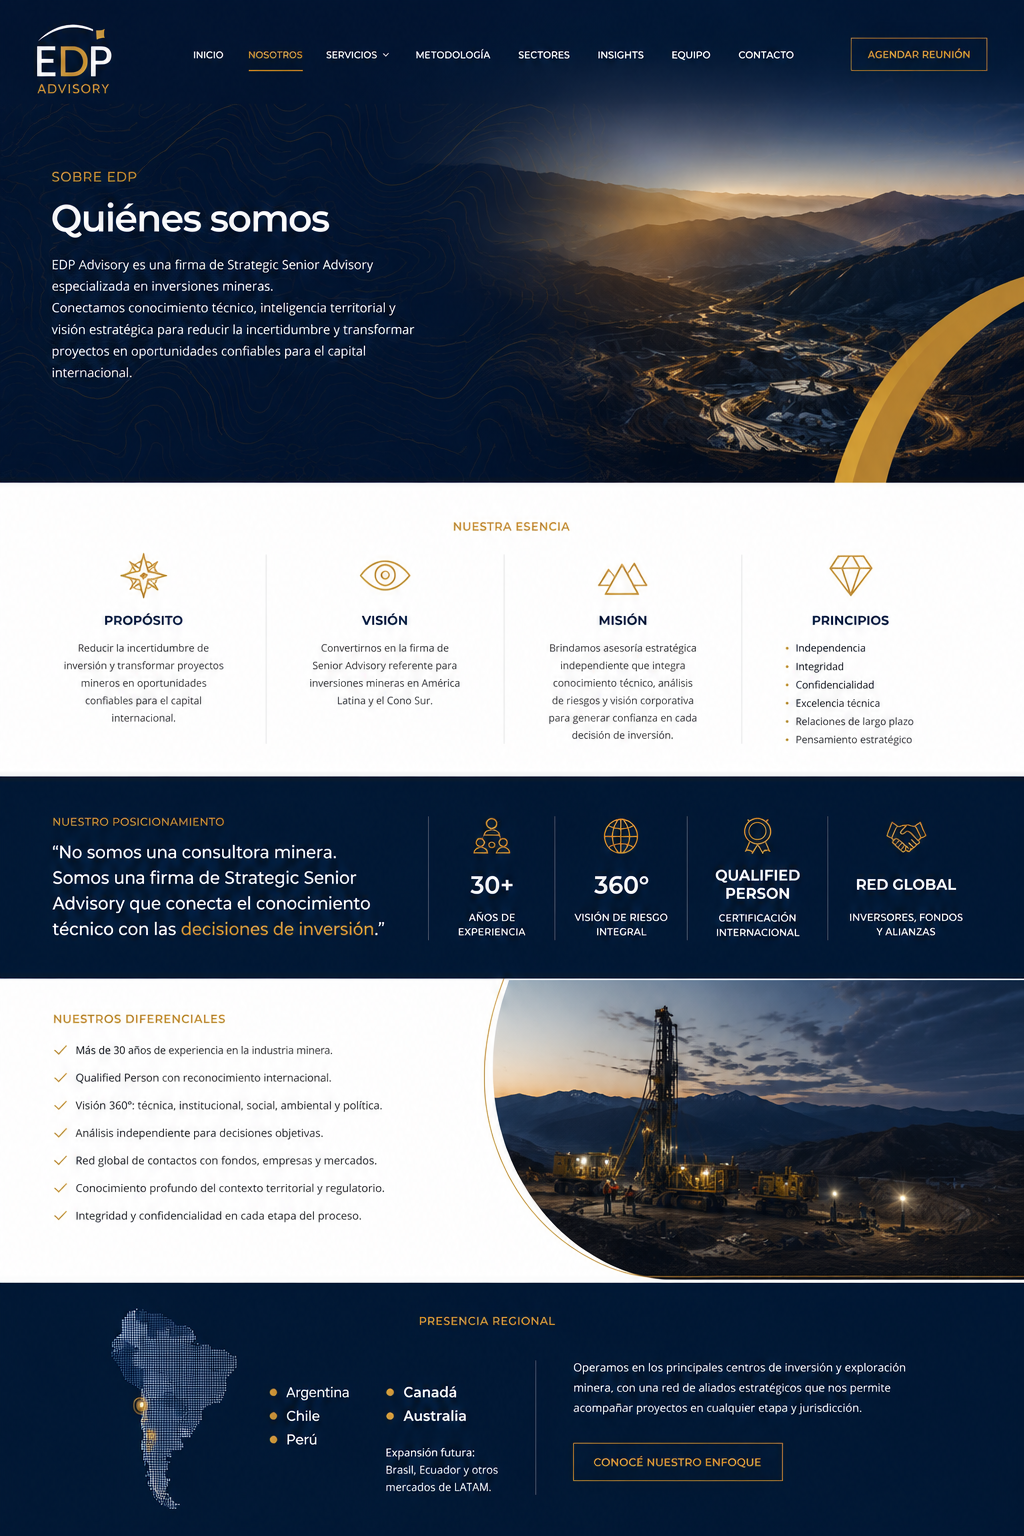 EDP
ADVISORY
INICIO
NOSOTROS
SERVICIOS
METODOLOGÍA
SECTORES
INSIGHTS
EQUIPO
CONTACTO
AGENDAR REUNIÓN
SOBRE EDP
Quiénes somos
EDP Advisory es una firma de Strategic Senior Advisory
especializada en inversiones mineras.
Conectamos conocimiento técnico, inteligencia territorial y
visión estratégica para reducir la incertidumbre y transformar
proyectos en oportunidades confiables para el capital
internacional.
NUESTRA ESENCIA
PROPÓSITO
Reducir la incertidumbre de
inversión y transformar proyectos
mineros en oportunidades
confiables para el capital
internacional.
VISIÓN
Convertirnos en la firma de
Senior Advisory referente para
inversiones mineras en América
Latina y el Cono Sur.
MISIÓN
Brindamos asesoría estratégica
independiente que integra
conocimiento técnico, análisis
de riesgos y visión corporativa
para generar confianza en cada
decisión de inversión.
PRINCIPIOS
• Independencia
• Integridad
• Confidencialidad
• Excelencia técnica
• Relaciones de largo plazo
• Pensamiento estratégico
NUESTRO POSICIONAMIENTO
“No somos una consultora minera.
Somos una firma de Strategic Senior
Advisory que conecta el conocimiento
técnico con las decisiones de inversión.”
30+
AÑOS DE
EXPERIENCIA
360°
VISIÓN DE RIESGO
INTEGRAL
QUALIFIED
PERSON
CERTIFICACIÓN
INTERNACIONAL
RED GLOBAL
INVERSORES, FONDOS
Y ALIANZAS
NUESTROS DIFERENCIALES
Más de 30 años de experiencia en la industria minera.
Qualified Person con reconocimiento internacional.
Visión 360°: técnica, institucional, social, ambiental y política.
Análisis independiente para decisiones objetivas.
Red global de contactos con fondos, empresas y mercados.
Conocimiento profundo del contexto territorial y regulatorio.
Integridad y confidencialidad en cada etapa del proceso.
PRESENCIA REGIONAL
Argentina
Chile
Perú
Canadá
Australia
Expansión futura:
Brasil, Ecuador y otros
mercados de LATAM.
Operamos en los principales centros de inversión y exploración
minera, con una red de aliados estratégicos que nos permite
acompañar proyectos en cualquier etapa y jurisdicción.
CONOCÉ NUESTRO ENFOQUE